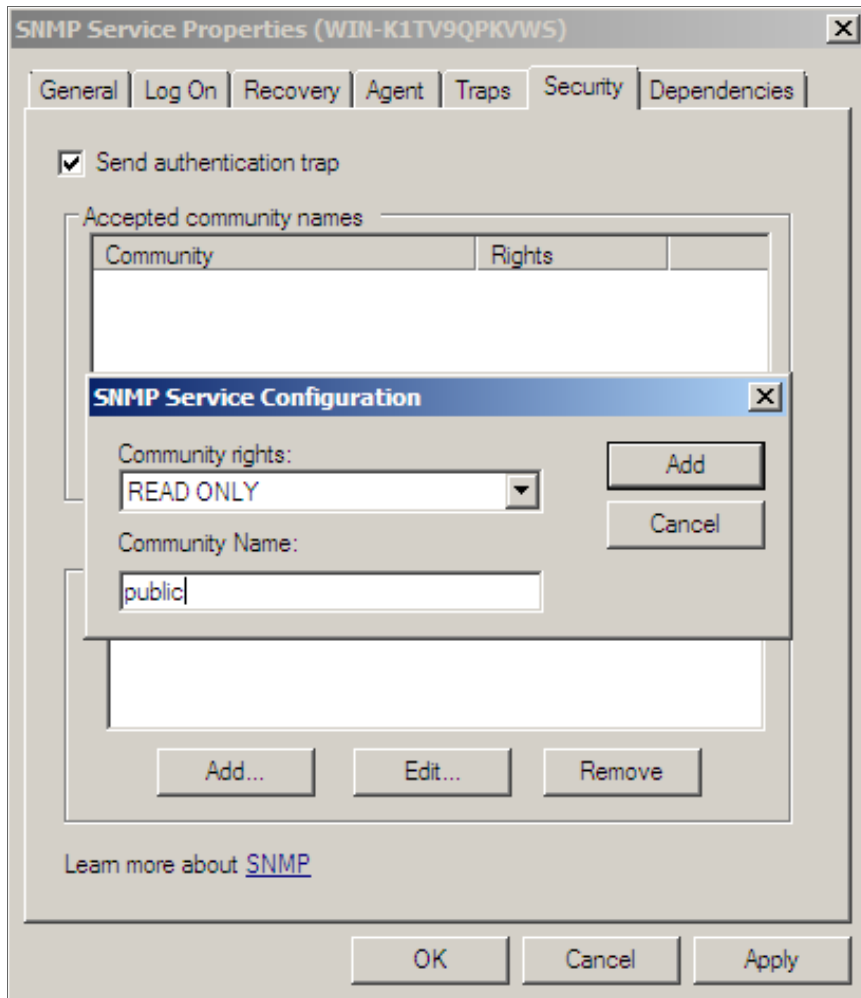 SNMP Service Properties (WIN-K1TV9QPKVWS)
General Log On Recovery Agent Traps Security Dependencies
Send authentication trap
Accepted community names
Community Rights
SNMP Service Configuration
Community rights:
READ ONLY
Add
Cancel
Community Name:
public
Add... Edit... Remove
Learn more about SNMP
OK Cancel Apply